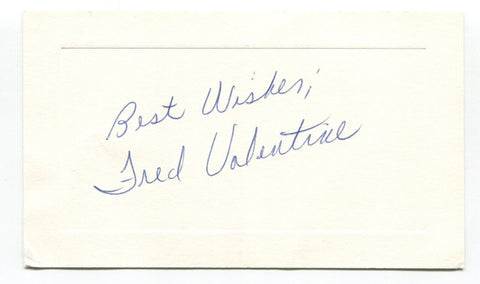 Best Wishes,
Fred Valentine